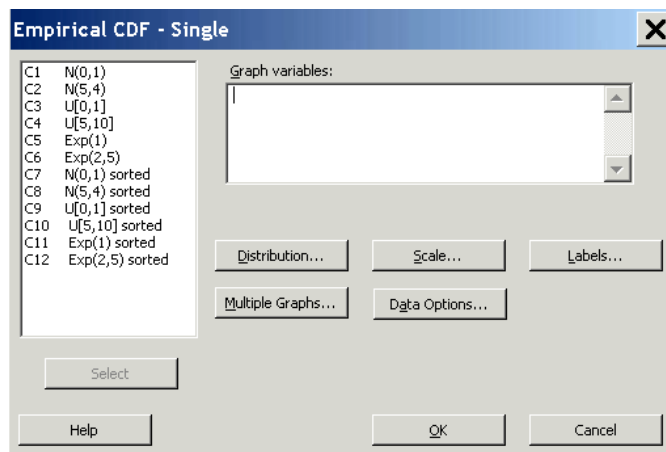 Empirical CDF - Single
C1 N(0,1)
C2 N(5,4)
C3 U[0,1]
C4 U[5,10]
C5 Exp(1)
C6 Exp(2,5)
C7 N(0,1) sorted
C8 N(5,4) sorted
C9 U[0,1] sorted
C10 U[5,10] sorted
C11 Exp(1) sorted
C12 Exp(2,5) sorted
Graph variables:
Distribution...
Scale...
Labels...
Multiple Graphs...
Data Options...
Select
Help
OK
Cancel